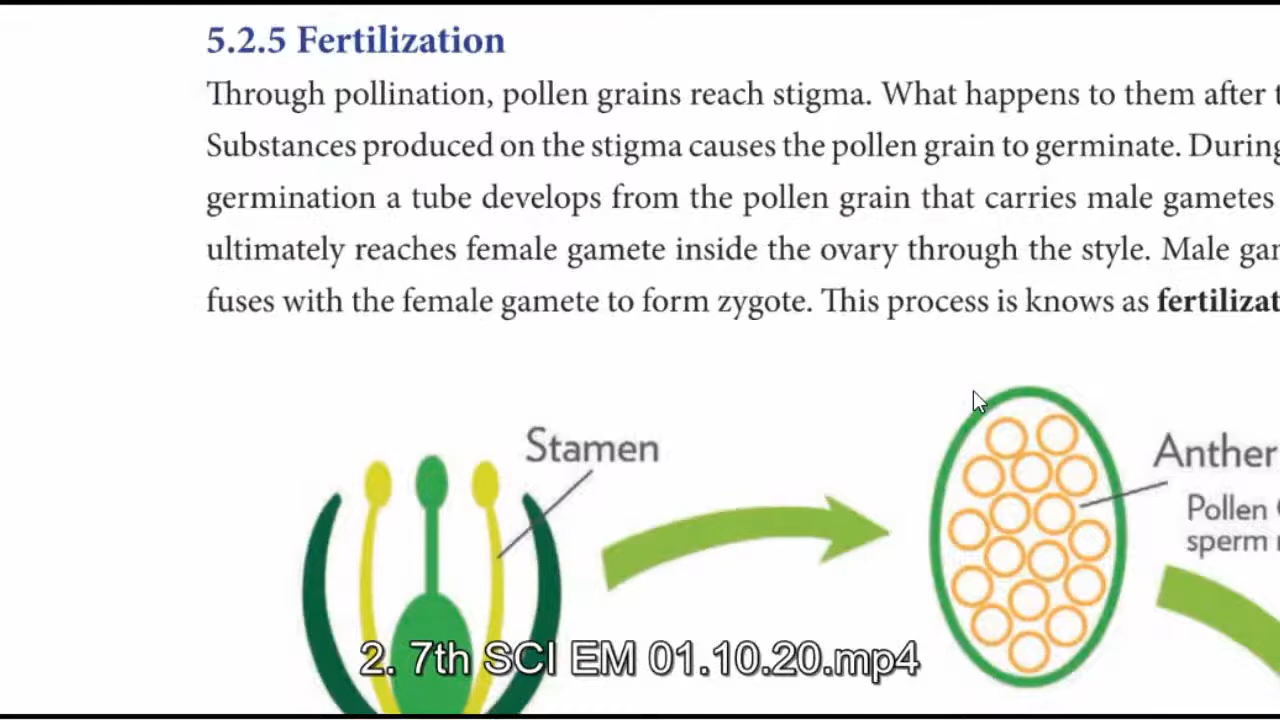 5.2.5 Fertilization
Through pollination, pollen grains reach stigma. What happens to them after
Substances produced on the stigma causes the pollen grain to germinate. During
germination a tube develops from the pollen grain that carries male gametes
ultimately reaches female gamete inside the ovary through the style. Male
fuses with the female gamete to form zygote. This process is knows as
Stamen
Anther
Pollen
sperm
2. 7th SCI EM 01.10.20.mp4